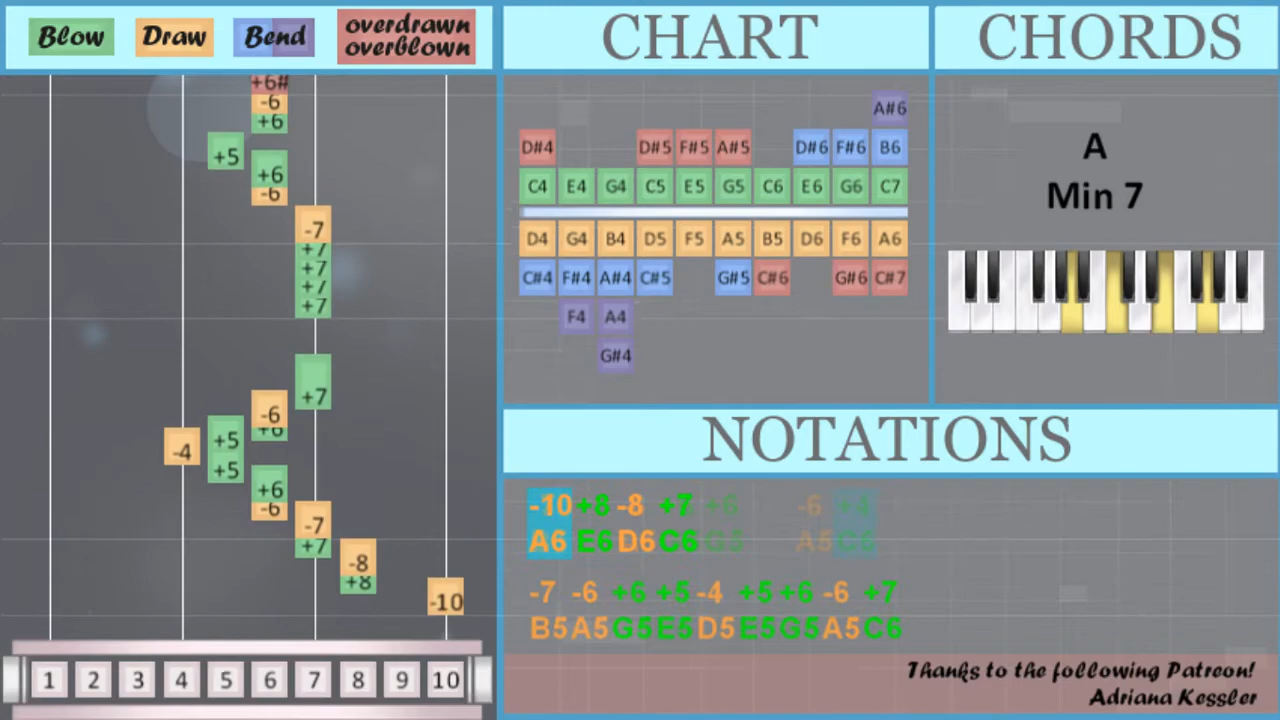 Blow Draw Bend overdrawn
overblown
CHART
CHORDS
+6#
-6
+6
+5
+6
-6
-7
+7
+7
+7
+7
+7
-6
+6
+5
-4
+5
+6
-6
-7
+7
-8
+8
-10
1 2 3 4 5 6 7 8 9 10
A#6
D#4 D#5 F#5 A#5 D#6 F#6 B6
C4 E4 G4 C5 E5 G5 C6 E6 G6 C7
D4 G4 B4 D5 F5 A5 B5 D6 F6 A6
C#4 F#4 A#4 C#5 G#5 C#6 G#6 C#7
F4 A4
G#4
A
Min 7
NOTATIONS
-10 +8 -8 +7 +6 -6
A6 E6 D6 C6 G5 A5 C6
-7 -6 +6 +5 -4 +5 +6 -6 +7
B5 A5 G5 E5 D5 E5 G5 A5 C6
Thanks to the following Patreon!
Adriana Kessler